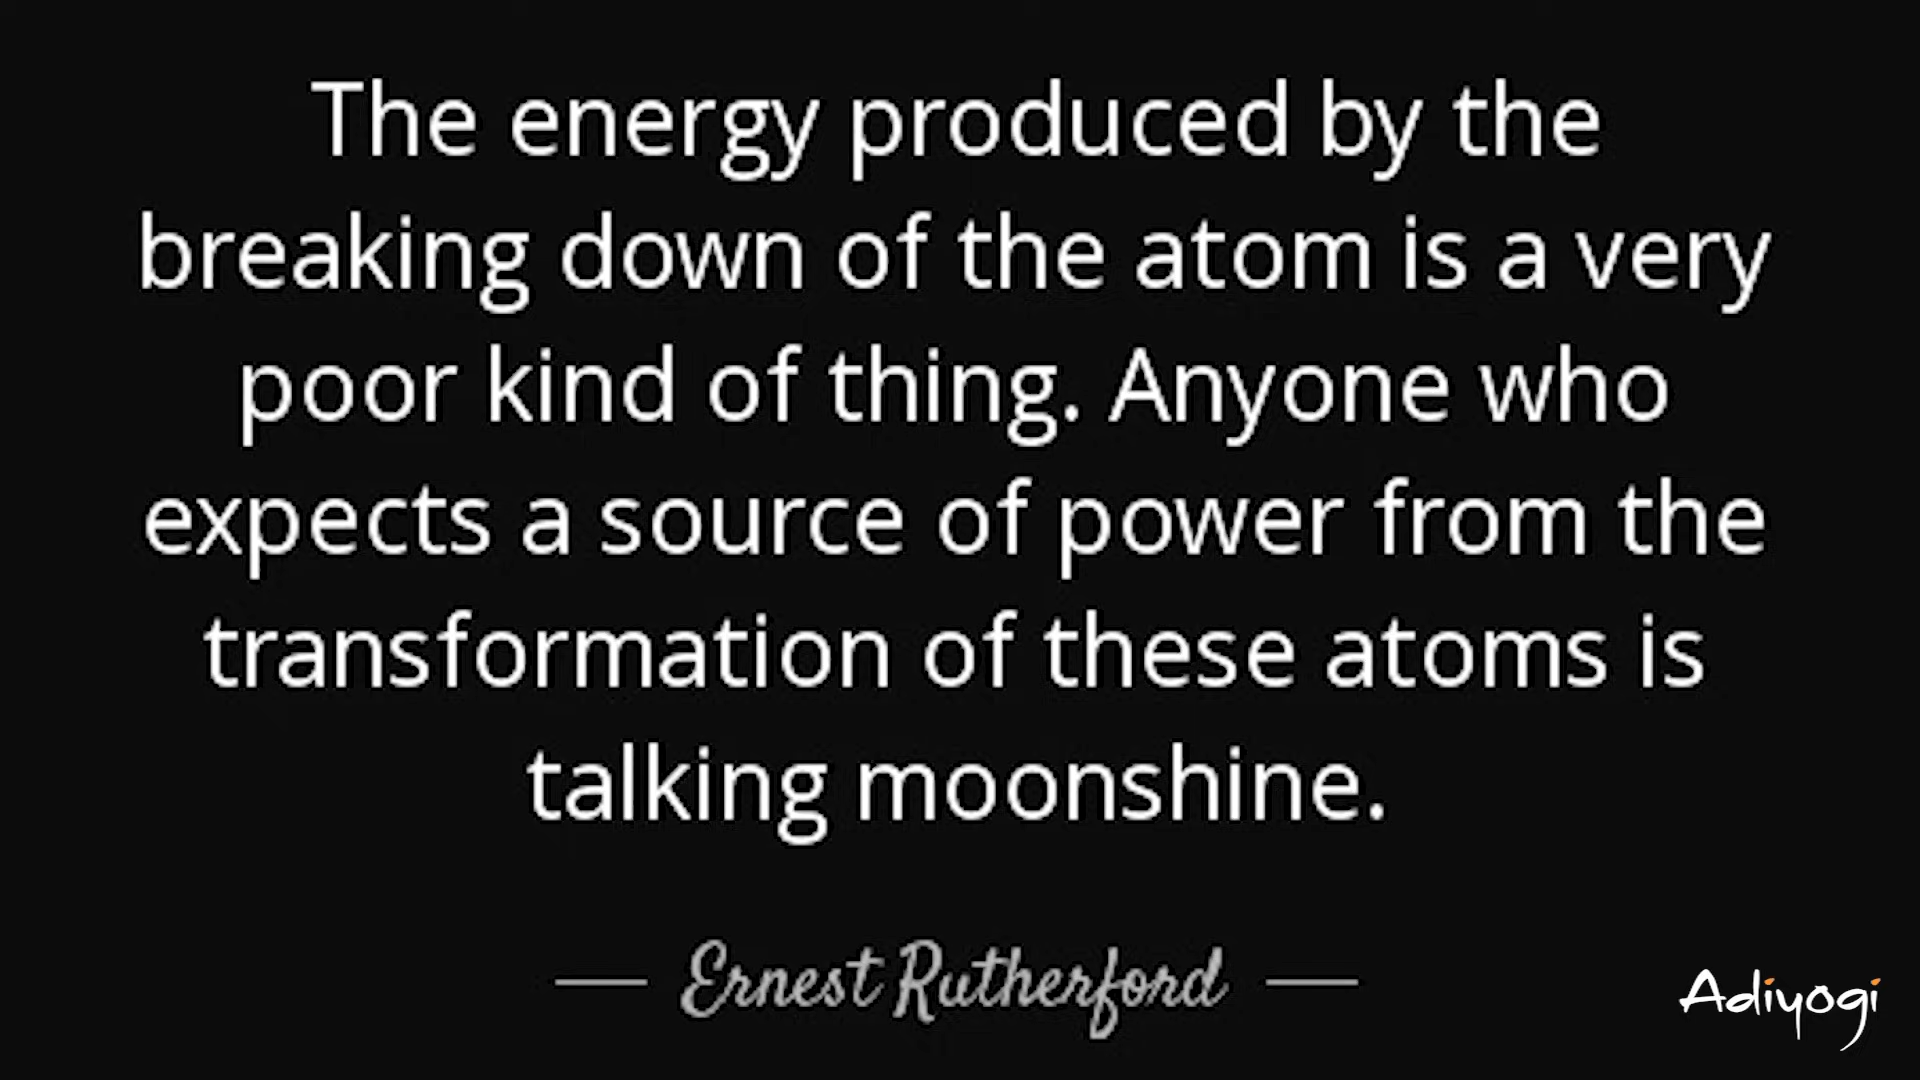 The energy produced by the
breaking down of the atom is a very
poor kind of thing. Anyone who
expects a source of power from the
transformation of these atoms is
talking moonshine.
Ernest Rutherford
Adiyogi